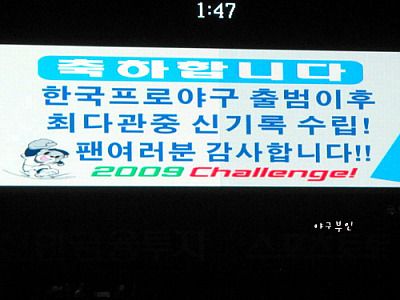 1:47
축하합니다
한국프로야구 출범이후
최다관중 신기록 수립!
팬여러분 감사합니다!!
2009 Challenge!
야구부인